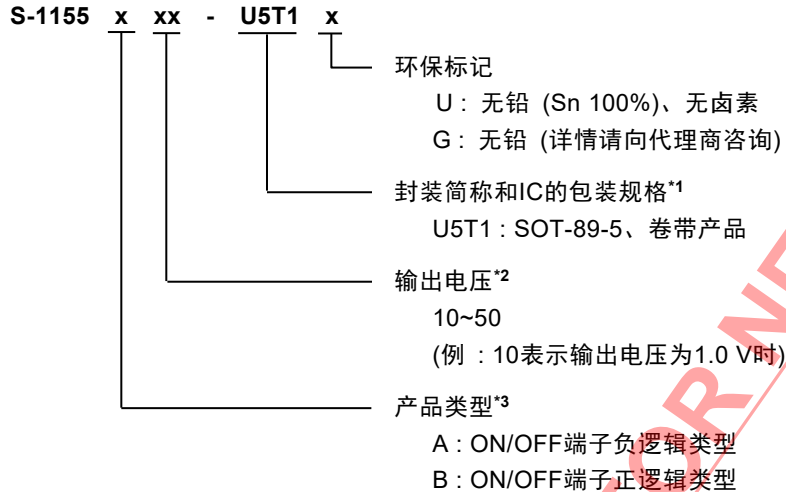 S-1155 x xx - U5T1 x
环保标记
U : 无铅 (Sn 100%)、无卤素
G : 无铅 (详情请向代理商咨询)
封装简称和IC的包装规格*1
U5T1 : SOT-89-5、卷带产品
输出电压*2
10~50
(例 : 10表示输出电压为1.0 V时)
产品类型*3
A : ON/OFF端子负逻辑类型
B : ON/OFF端子正逻辑类型